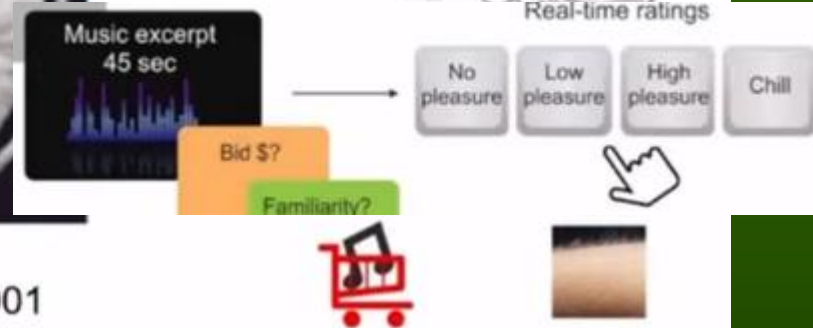 Real-time ratings
Music excerpt
45 sec
No
pleasure
Low
pleasure
High
pleasure
Chill
Bid $?
Familiarity?
01